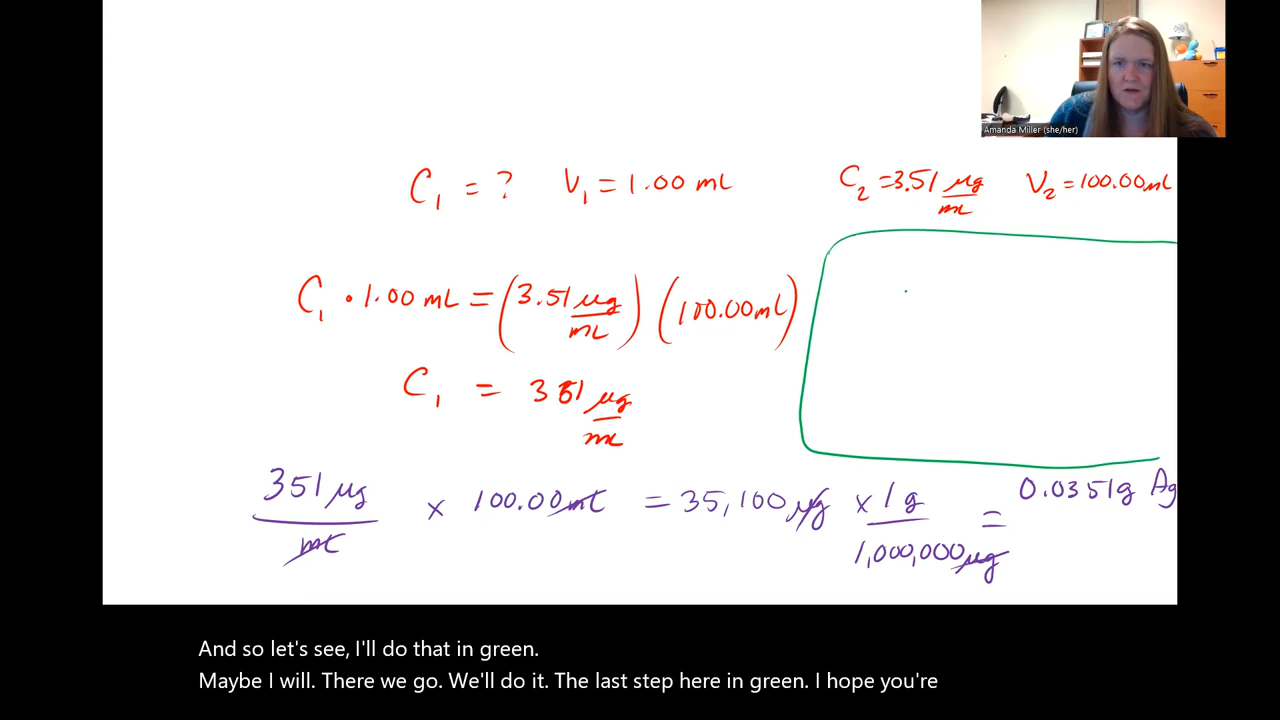 Amanda Miller (she/her)
C₁ = ? V₁ = 1.00 mL C₂ = 3.51 µg/mL V₂ = 100.00 mL
C₁ • 1.00 mL = (3.51 µg/mL) (100.00 mL)
C₁ = 351 µg/mL
351 µg/mL × 100.00 mL = 35,100 µg × 1 g/1,000,000 µg = 0.0351 g Ag
And so let's see, I'll do that in green.
Maybe I will. There we go. We'll do it. The last step here in green. I hope you're